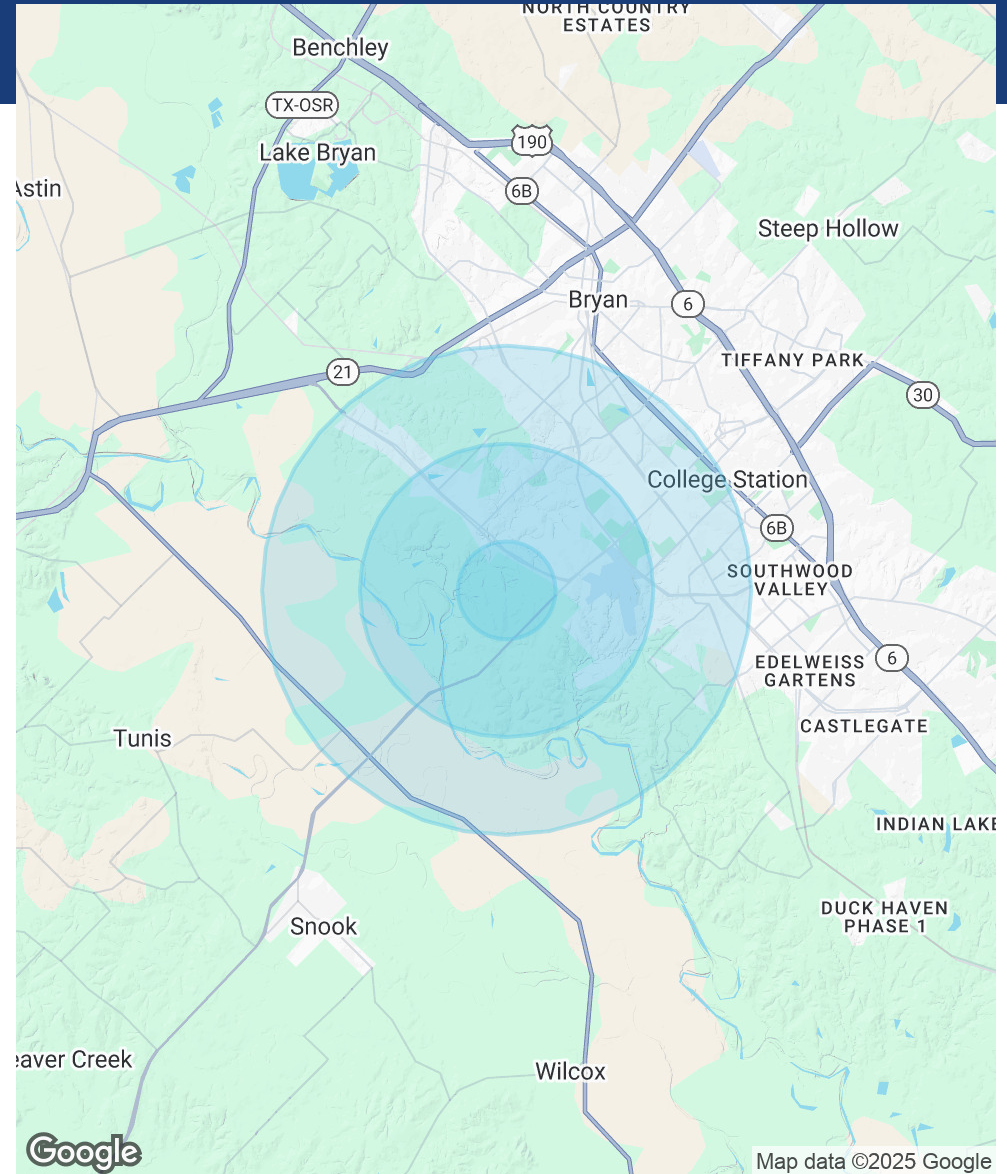 NORTH COUNTRY
ESTATES
Benchley
TX-OSR
190
Lake Bryan
Astin
6B
Steep Hollow
Bryan
6
TIFFANY PARK
21
30
College Station
6B
SOUTHWOOD
VALLEY
6
EDELWEISS
GARTENS
CASTLEGATE
Tunis
INDIAN LAKE
DUCK HAVEN
PHASE 1
Snook
eaver Creek
Wilcox
Google
Map data ©2025 Google